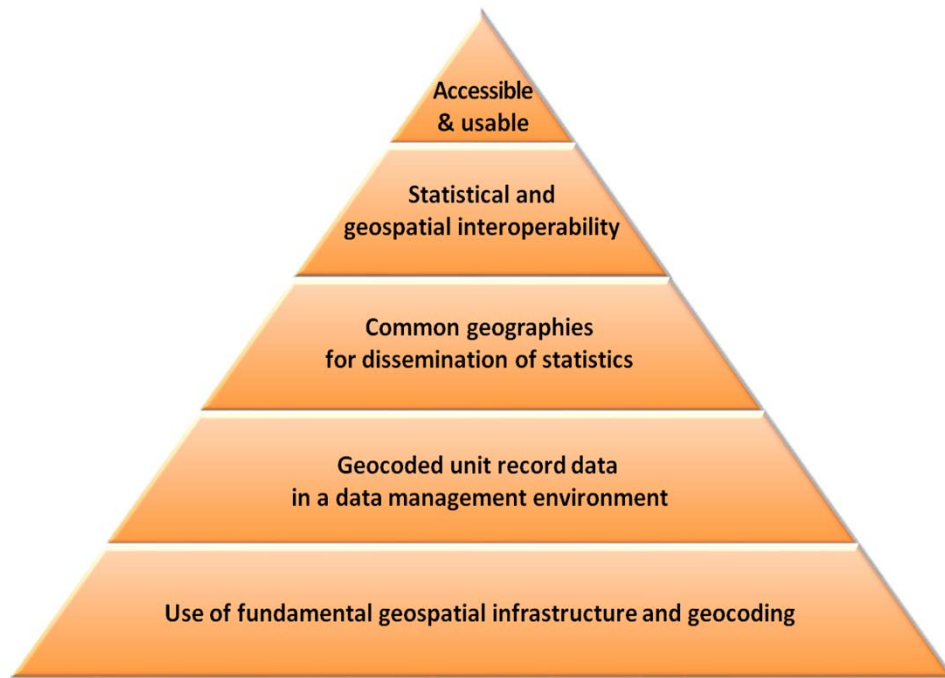 Accessible
& usable
Statistical and
geospatial interoperability
Common geographies
for dissemination of statistics
Geocoded unit record data
in a data management environment
Use of fundamental geospatial infrastructure and geocoding